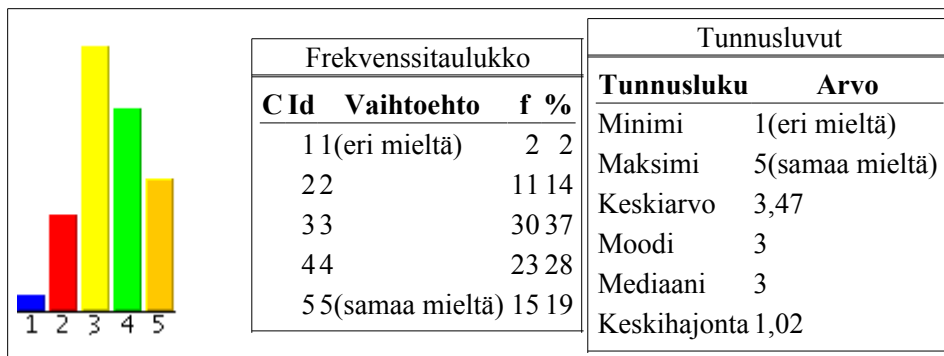 1 2 3 4 5
Frekvenssitaulukko
C Id Vaihtoehto f %
1 1(eri mieltä) 2 2
2 2 11 14
3 3 30 37
4 4 23 28
5 5(samaa mieltä) 15 19
Tunnusluvut
Tunnusluku Arvo
Minimi 1(eri mieltä)
Maksimi 5(samaa mieltä)
Keskiarvo 3,47
Moodi 3
Mediaani 3
Keskihajonta 1,02